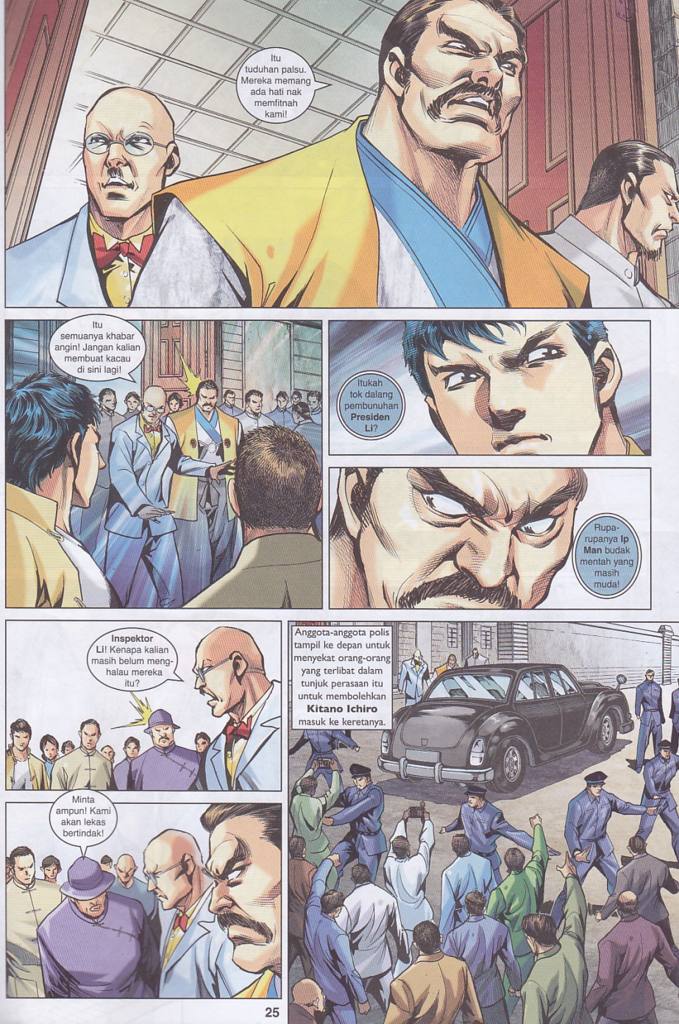 Itu
tuduhan palsu.
Mereka memang
ada hati nak
memfitnah
kami!
Itu
semuanya khabar
angin! Jangan kalian
membuat kacau
di sini lagi!
Itukah
tok dalang
pembunuhan
Presiden
Li?
Rupa-
rupanya Ip
Man budak
mentah yang
masih
muda!
Inspektor
Li! Kenapa kalian
masih belum meng-
halau mereka
itu?
Minta
ampun! Kami
akan lekas
bertindak!
Anggota-anggota polis
tampil ke depan untuk
menyekat orang-orang
yang terlibat dalam
tunjuk perasaan itu
untuk membolehkan
Kitano Ichiro
masuk ke keretanya.
25